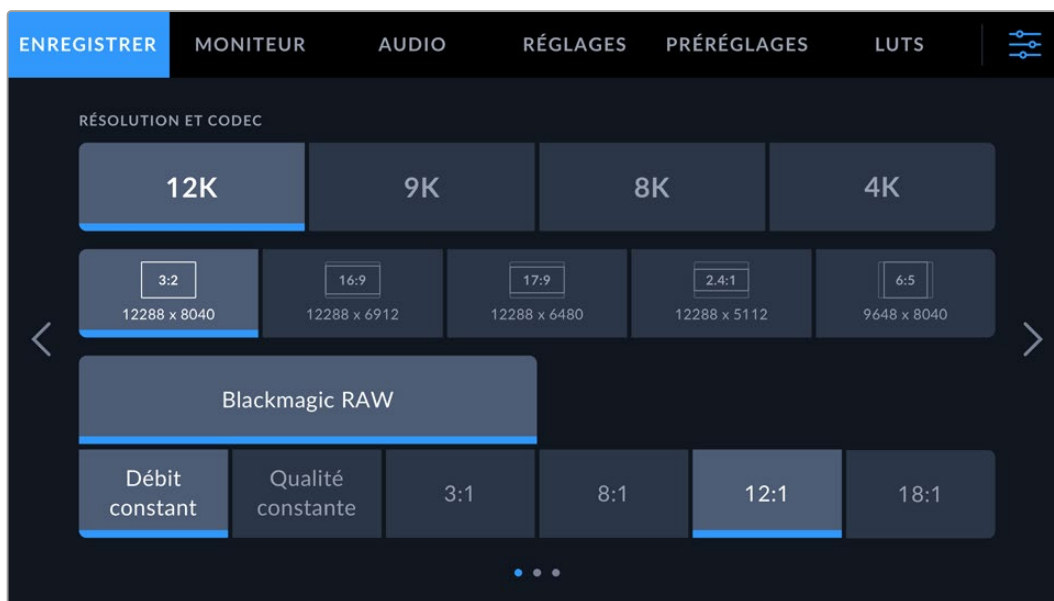 ENREGISTRER MONITEUR AUDIO RÉGLAGES PRÉRÉGLAGES LUTS
RÉSOLUTION ET CODEC
12K 9K 8K 4K
3:2 16:9 17:9 2.4:1 6:5
12288 x 8040 12288 x 6912 12288 x 6480 12288 x 5112 9648 x 8040
Blackmagic RAW
Débit constant Qualité constante 3:1 8:1 12:1 18:1